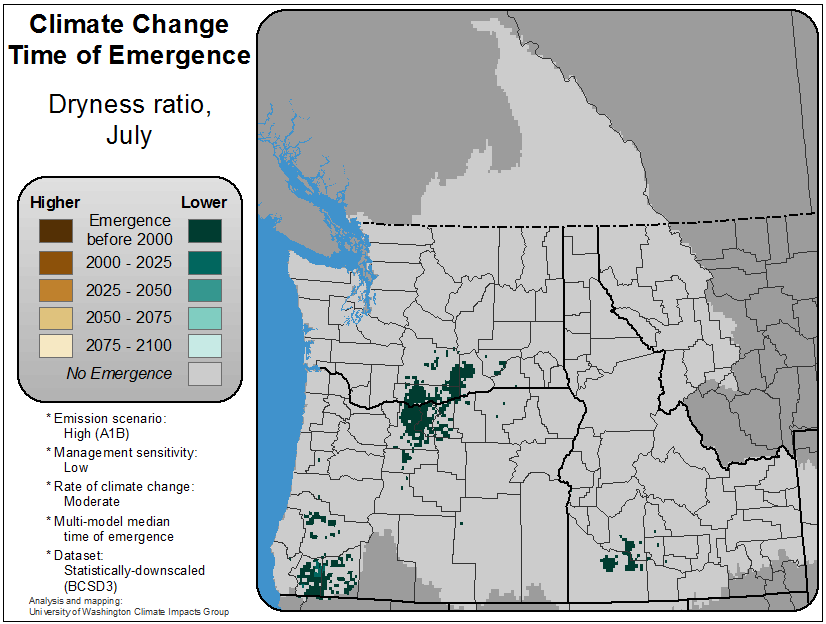 Climate Change
Time of Emergence
Dryness ratio,
July
Higher Lower
Emergence
before 2000
2000 - 2025
2025 - 2050
2050 - 2075
2075 - 2100
No Emergence
* Emission scenario:
High (A1B)
* Management sensitivity:
Low
* Rate of climate change:
Moderate
* Multi-model median
time of emergence
* Dataset:
Statistically-downscaled
(BCSD3)
Analysis and mapping:
University of Washington Climate Impacts Group